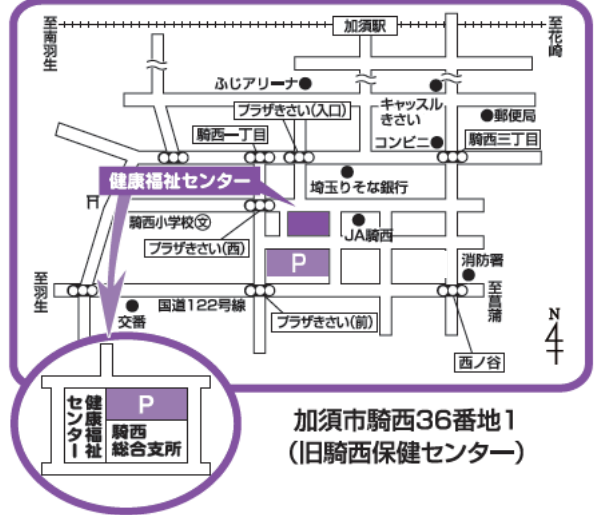 至南羽生
加須駅
至花崎
ふじアリーナ
キャッスル
きさい
郵便局
プラザきさい(入口)
騎西一丁目
コンビニ
騎西三丁目
健康福祉センター
埼玉りそな銀行
騎西小学校文
JA騎西
プラザきさい(西)
P
消防署
至羽生
国道122号線
至菖蒲
交番
プラザきさい(前)
N
4
西ノ谷
健康福祉
センター
P
騎西
総合支所
加須市騎西36番地1
(旧騎西保健センター)